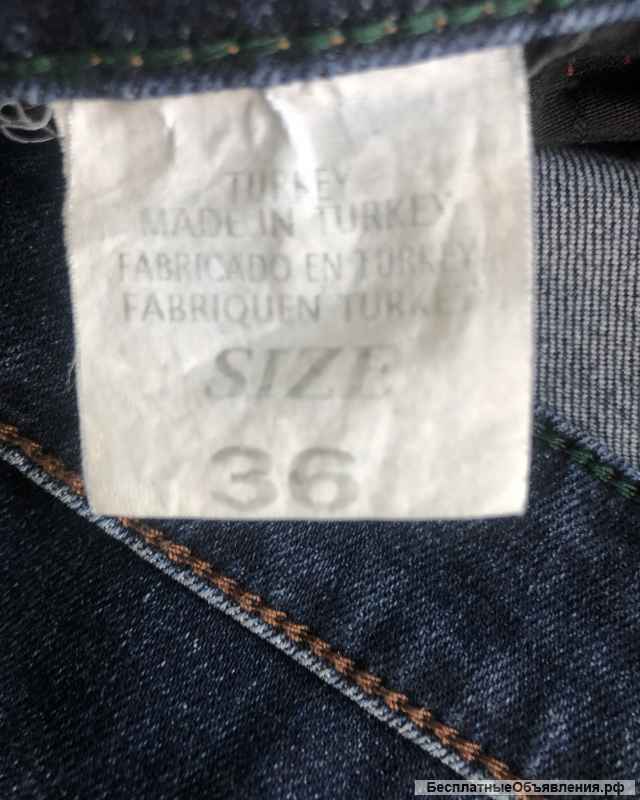 TURKEY
MADE IN TURKEY
FABRICADO EN TURKEY
FABRIQUEN TURKEY
SIZE
36
БесплатныеОбъявления.рф